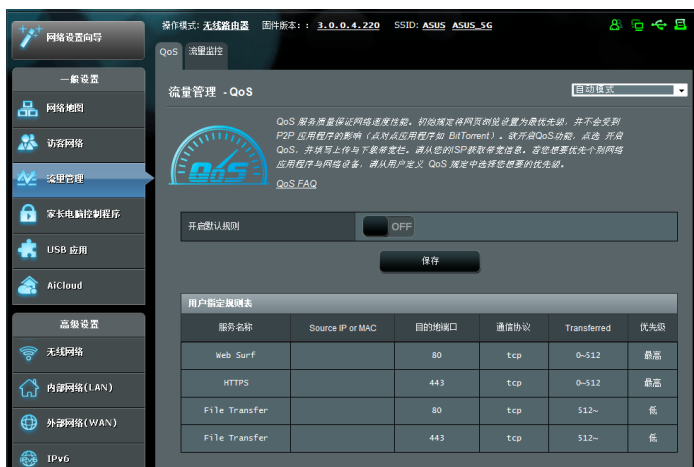 网络设置向导
操作模式: 无线路由器 固件版本: : 3.0.0.4.220 SSID: ASUS ASUS_5G
QoS 流量监控
一般设置
网络地图
访客网络
流量管理
家长电脑控制程序
USB 应用
AiCloud
高级设置
无线网络
内部网络(LAN)
外部网络(WAN)
IPv6
流量管理 - QoS
自动模式
QoS 服务质量保证网络速度性能。初始规定将网页浏览设置为最优先级，并不会受到
P2P 应用程序的影响（点对点应用程序如 BitTorrent）。欲开启QoS功能，点选 开启
QoS，并填写上传与下载带宽栏。请从您的ISP获取带宽信息。若您想要优先个别网络
应用程序与网络设备，请从用户定义 QoS 规定中选择您想要的优先级。
QoS FAQ
QoS
开启默认规则 OFF
保存
用户指定规则表
服务名称 Source IP or MAC 目的地端口 通信协议 Transferred 优先级
Web Surf 80 tcp 0~512 最高
HTTPS 443 tcp 0~512 最高
File Transfer 80 tcp 512~ 低
File Transfer 443 tcp 512~ 低